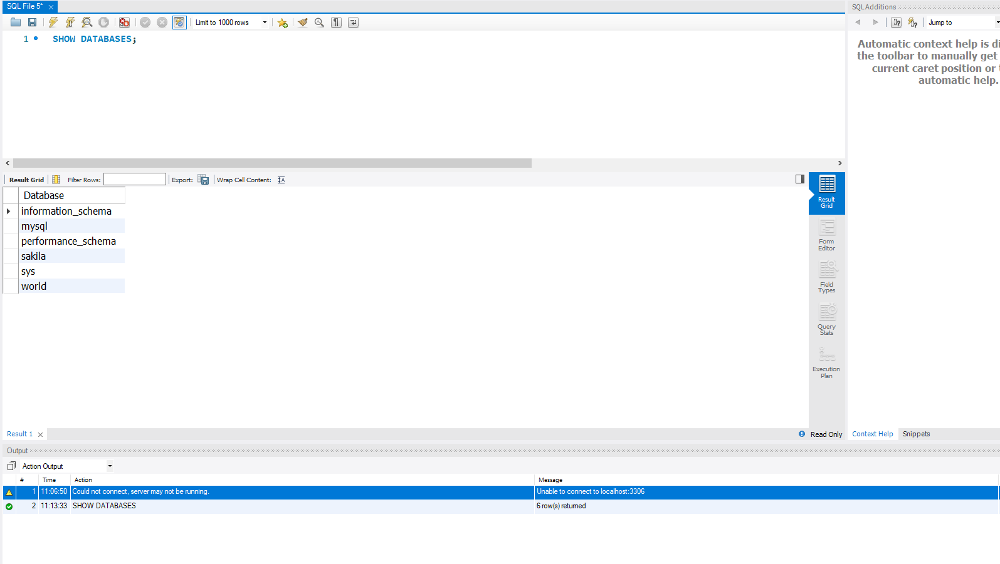 SQL File 5*
SQLAdditions
Limit to 1000 rows
Jump to
1 SHOW DATABASES;
Automatic context help is di
the toolbar to manually get
current caret position or t
automatic help.
Result Grid
Filter Rows:
Export:
Wrap Cell Content:
Database
information_schema
mysql
performance_schema
sakila
sys
world
Result
Grid
Form
Editor
Field
Types
Query
Stats
Execution
Plan
Result 1
Read Only
Context Help
Snippets
Output
Action Output
# Time Action Message
1 11:06:50 Could not connect, server may not be running. Unable to connect to localhost:3306
2 11:13:33 SHOW DATABASES 6 row(s) returned